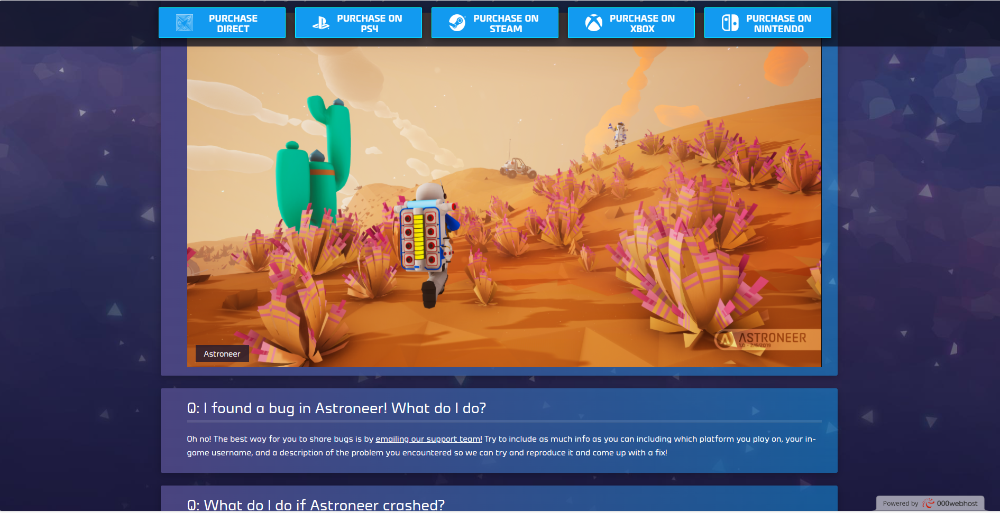 PURCHASE
DIRECT
PURCHASE ON
PS4
PURCHASE ON
STEAM
PURCHASE ON
XBOX
PURCHASE ON
NINTENDO
ASTRONEER
1.0 - 2/6/2019
Astroneer
Q: I found a bug in Astroneer! What do I do?
Oh no! The best way for you to share bugs is by emailing our support team! Try to include as much info as you can including which platform you play on, your in-
game username, and a description of the problem you encountered so we can try and reproduce it and come up with a fix!
Q: What do I do if Astroneer crashed?
Powered by 000webhost